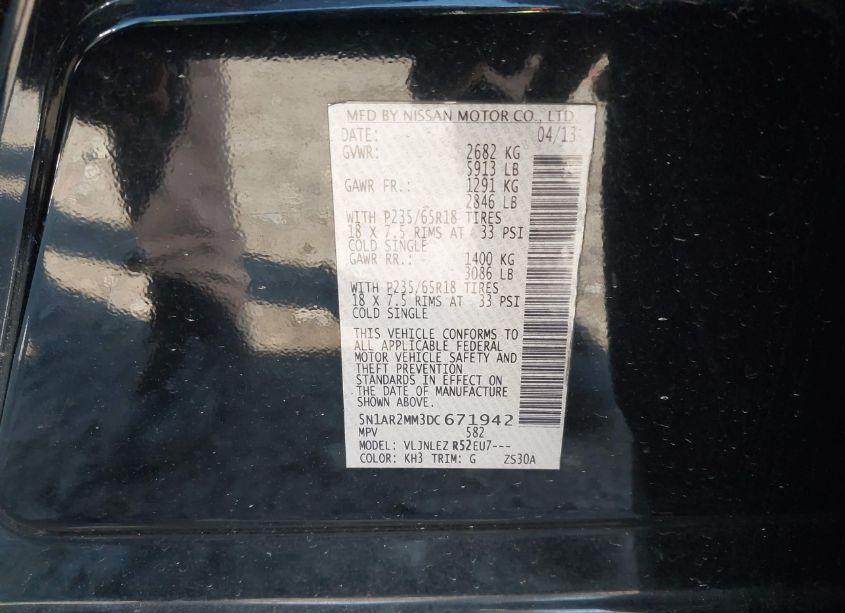 MFD BY NISSAN MOTOR CO., LTD.
DATE: 04/13
GVWR: 2682 KG
5913 LB
GAWR FR.: 1291 KG
2846 LB
WITH P235/65R18 TIRES
18 X 7.5 RIMS AT 33 PSI
COLD SINGLE
GAWR RR.: 1400 KG
3086 LB
WITH P235/65R18 TIRES
18 X 7.5 RIMS AT 33 PSI
COLD SINGLE
THIS VEHICLE CONFORMS TO
ALL APPLICABLE FEDERAL
MOTOR VEHICLE SAFETY AND
THEFT PREVENTION
STANDARDS IN EFFECT ON
THE DATE OF MANUFACTURE
SHOWN ABOVE.
5N1AR2MM3DC671942
MPV 582
MODEL: VLJNLEZ R52EU7---
COLOR: KH3 TRIM: G ZS30A